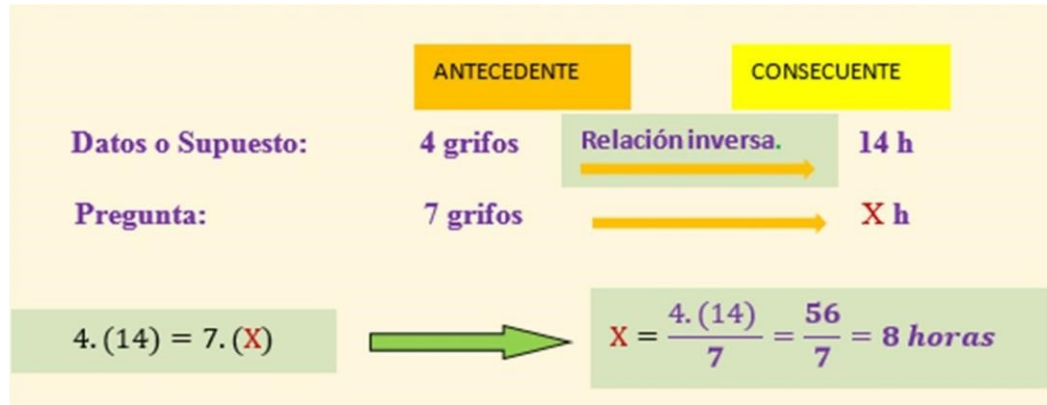 ANTECEDENTE CONSECUENTE
Datos o Supuesto: 4 grifos Relación inversa. 14 h
Pregunta: 7 grifos X h
4. (14) = 7. (X) X = 4. (14) / 7 = 56 / 7 = 8 horas